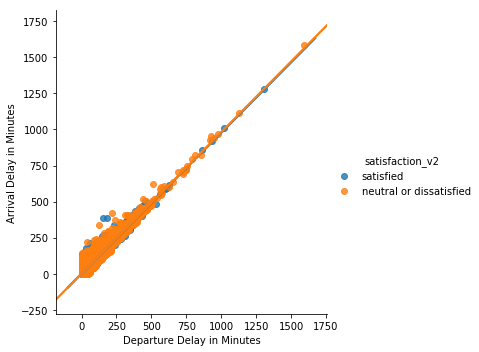 1750
1500
1250
1000
750
500
250
0
−250
Arrival Delay in Minutes
0 250 500 750 1000 1250 1500 1750
Departure Delay in Minutes
satisfaction_v2
satisfied
neutral or dissatisfied